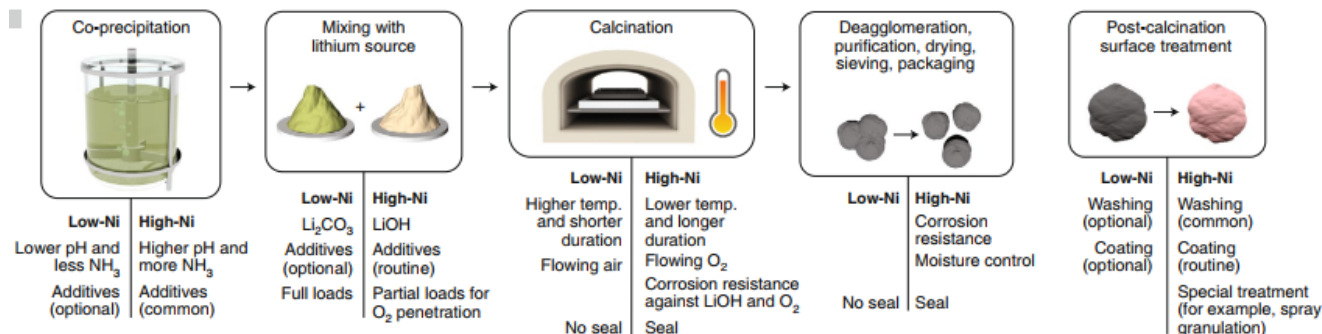 Co-precipitation
Low-Ni High-Ni
Lower pH and less NH₃
Higher pH and more NH₃
Additives (optional)
Additives (common)
Mixing with
lithium source
+
Low-Ni High-Ni
Li₂CO₃ LiOH
Additives (optional)
Additives (routine)
Full loads
Partial loads for
O₂ penetration
Calcination
Low-Ni High-Ni
Higher temp.
and shorter
duration
Lower temp.
and longer
duration
Flowing air
Flowing O₂
Corrosion resistance
against LiOH and O₂
No seal Seal
Deagglomeration,
purification, drying,
sieving, packaging
Low-Ni High-Ni
Corrosion
resistance
Moisture control
No seal Seal
Post-calcination
surface treatment
Low-Ni High-Ni
Washing
(optional)
Washing
(common)
Coating
(optional)
Coating
(routine)
Special treatment
(for example, spray
granulation)